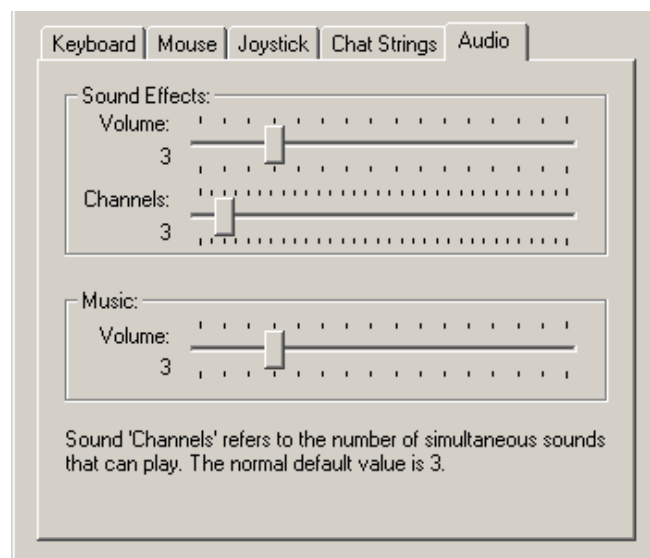 Keyboard Mouse Joystick Chat Strings Audio
Sound Effects:
Volume:
3
Channels:
3
Music:
Volume:
3
Sound 'Channels' refers to the number of simultaneous sounds
that can play. The normal default value is 3.